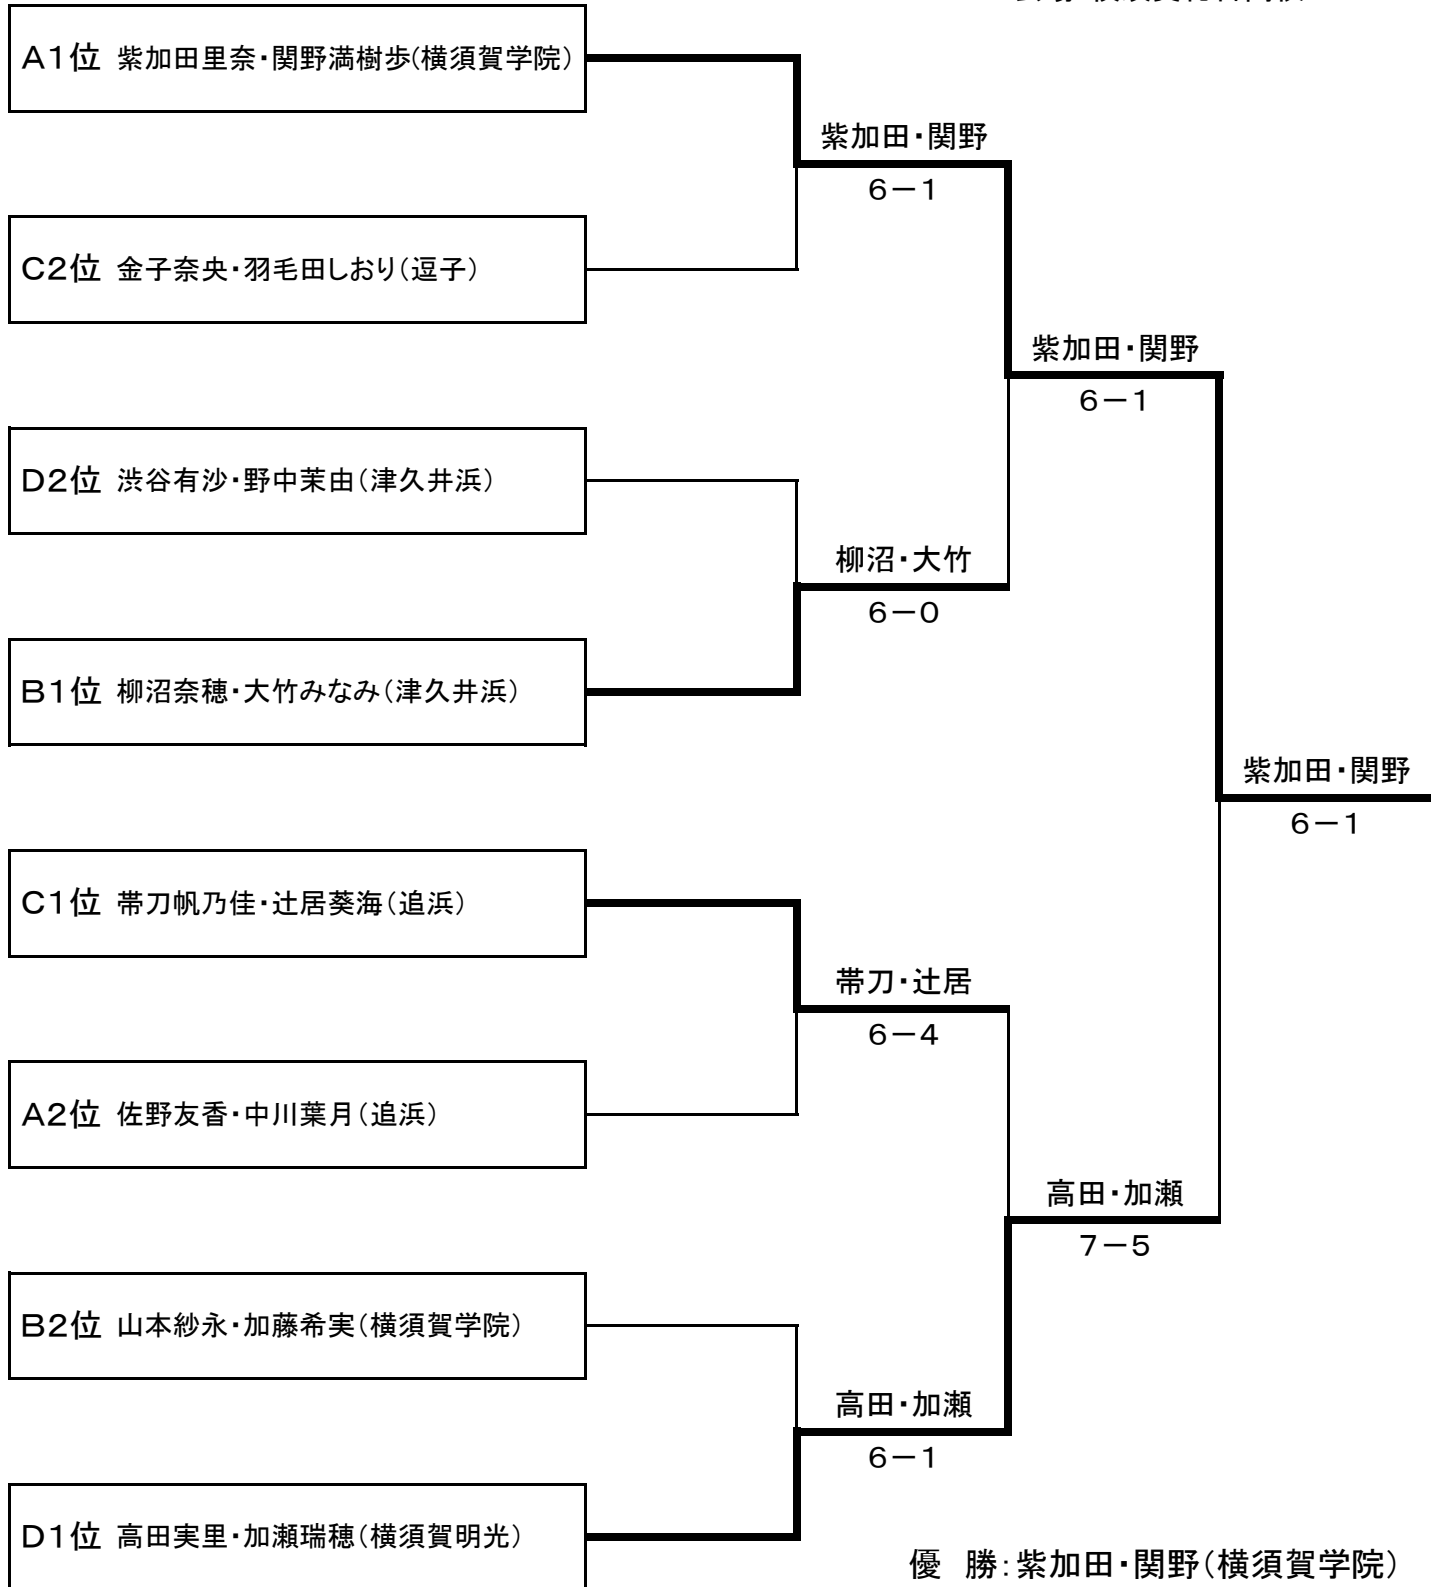 A1位 紫加田里奈・関野満樹歩(横須賀学院)
紫加田・関野
6－1
C2位 金子奈央・羽毛田しおり(逗子)
紫加田・関野
6－1
D2位 渋谷有沙・野中茉由(津久井浜)
柳沼・大竹
6－0
B1位 柳沼奈穂・大竹みなみ(津久井浜)
紫加田・関野
6－1
C1位 帯刀帆乃佳・辻居葵海(追浜)
帯刀・辻居
6－4
A2位 佐野友香・中川葉月(追浜)
高田・加瀬
7－5
B2位 山本紗永・加藤希実(横須賀学院)
高田・加瀬
6－1
D1位 高田実里・加瀬瑞穂(横須賀明光)
優 勝:紫加田・関野(横須賀学院)